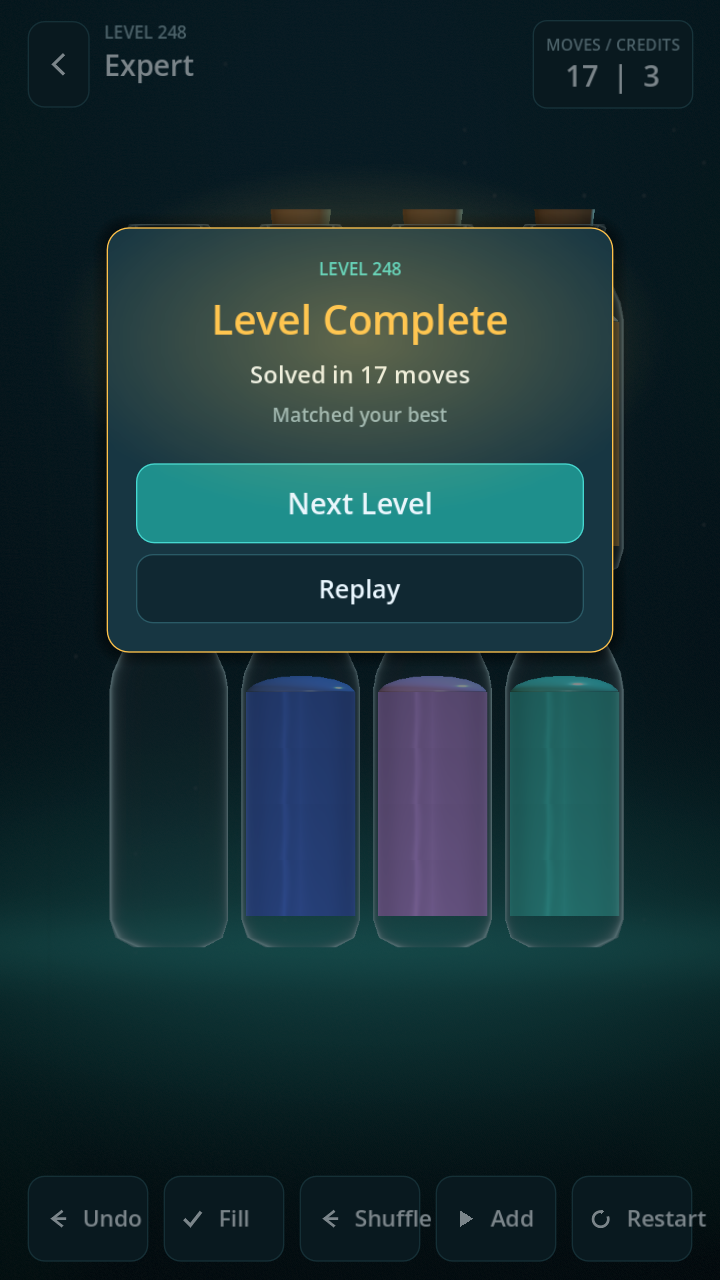 LEVEL 248
Expert
MOVES / CREDITS
17 | 3
LEVEL 248
Level Complete
Solved in 17 moves
Matched your best
Next Level
Replay
Undo
Fill
Shuffle
Add
Restart